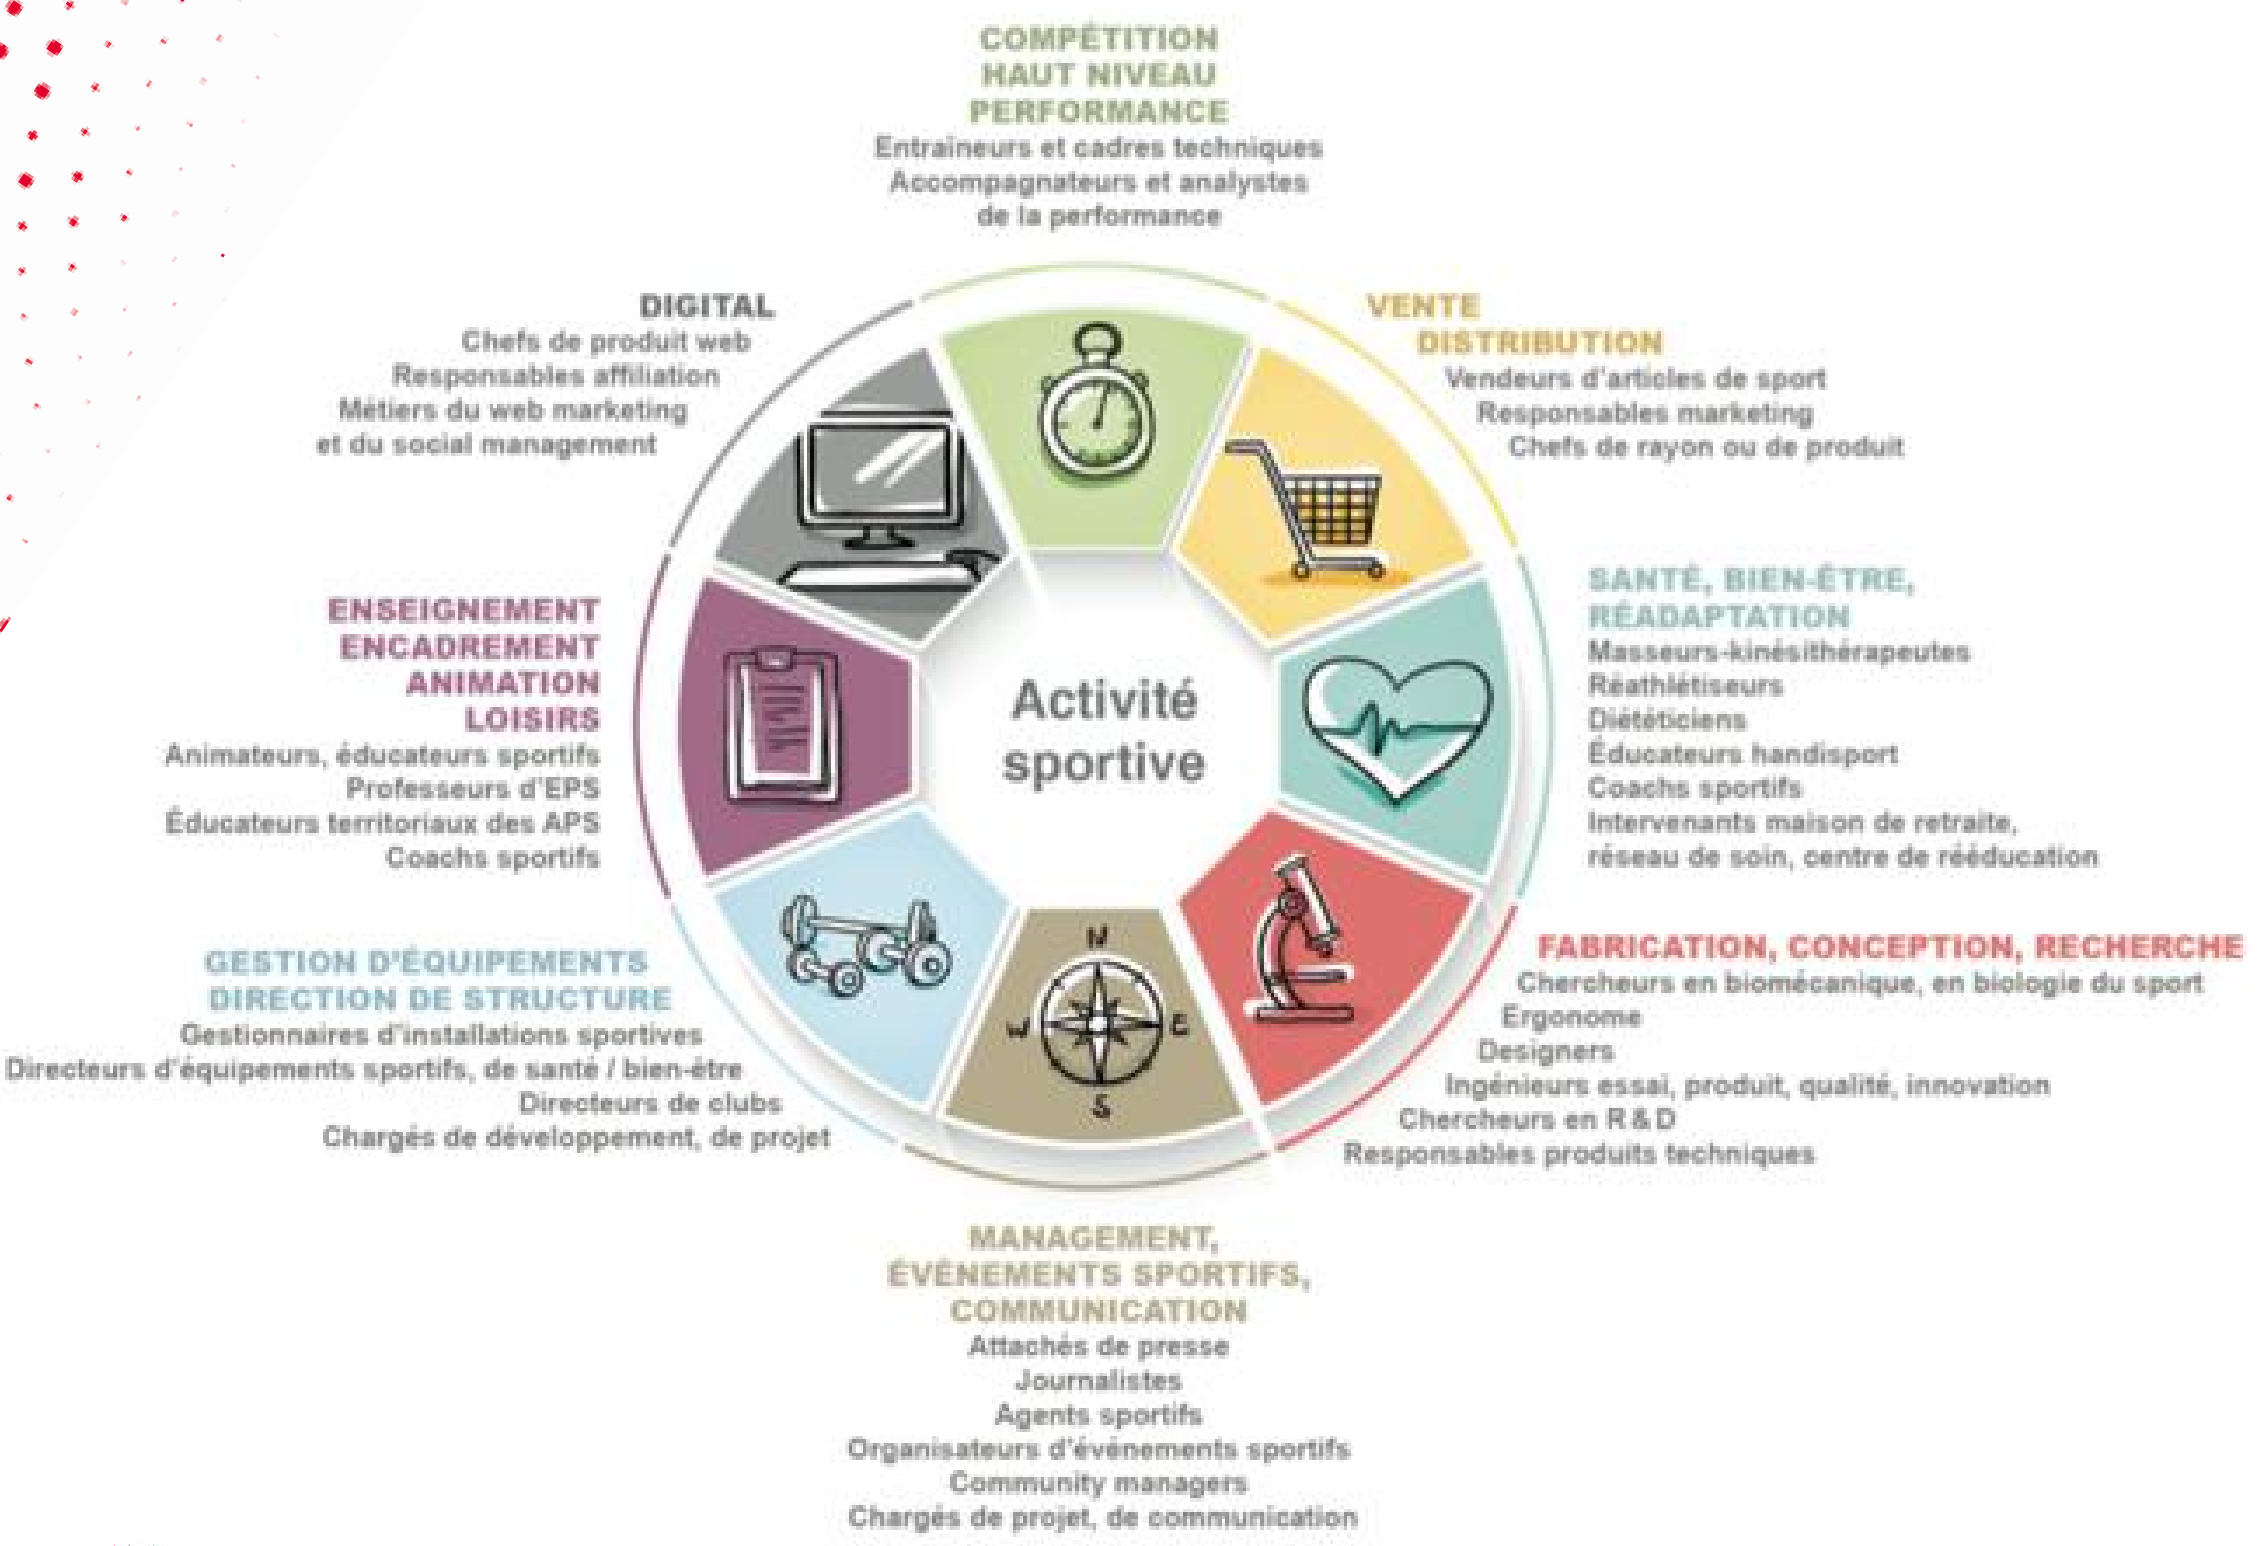 COMPÉTITION
HAUT NIVEAU
PERFORMANCE
Entraîneurs et cadres techniques
Accompagnateurs et analystes
de la performance
VENTE
DISTRIBUTION
Vendeurs d'articles de sport
Responsables marketing
Chefs de rayon ou de produit
SANTÉ, BIEN-ÊTRE,
RÉADAPTATION
Masseurs-kinésithérapeutes
Réathlétiseurs
Diététiciens
Éducateurs handisport
Coachs sportifs
Intervenants maison de retraite,
réseau de soin, centre de rééducation
FABRICATION, CONCEPTION, RECHERCHE
Chercheurs en biomécanique, en biologie du sport
Ergonome
Designers
Ingénieurs essai, produit, qualité, innovation
Chercheurs en R&D
Responsables produits techniques
MANAGEMENT,
ÉVÈNEMENTS SPORTIFS,
COMMUNICATION
Attachés de presse
Journalistes
Agents sportifs
Organisateurs d'événements sportifs
Community managers
Chargés de projet, de communication
GESTION D'ÉQUIPEMENTS
DIRECTION DE STRUCTURE
Gestionnaires d'installations sportives
Directeurs d'équipements sportifs, de santé / bien-être
Directeurs de clubs
Chargés de développement, de projet
ENSEIGNEMENT
ENCADREMENT
ANIMATION
LOISIRS
Animateurs, éducateurs sportifs
Professeurs d'EPS
Éducateurs territoriaux des APS
Coachs sportifs
DIGITAL
Chefs de produit web
Responsables affiliation
Métiers du web marketing
et du social management
Activité
sportive
N
W E
S